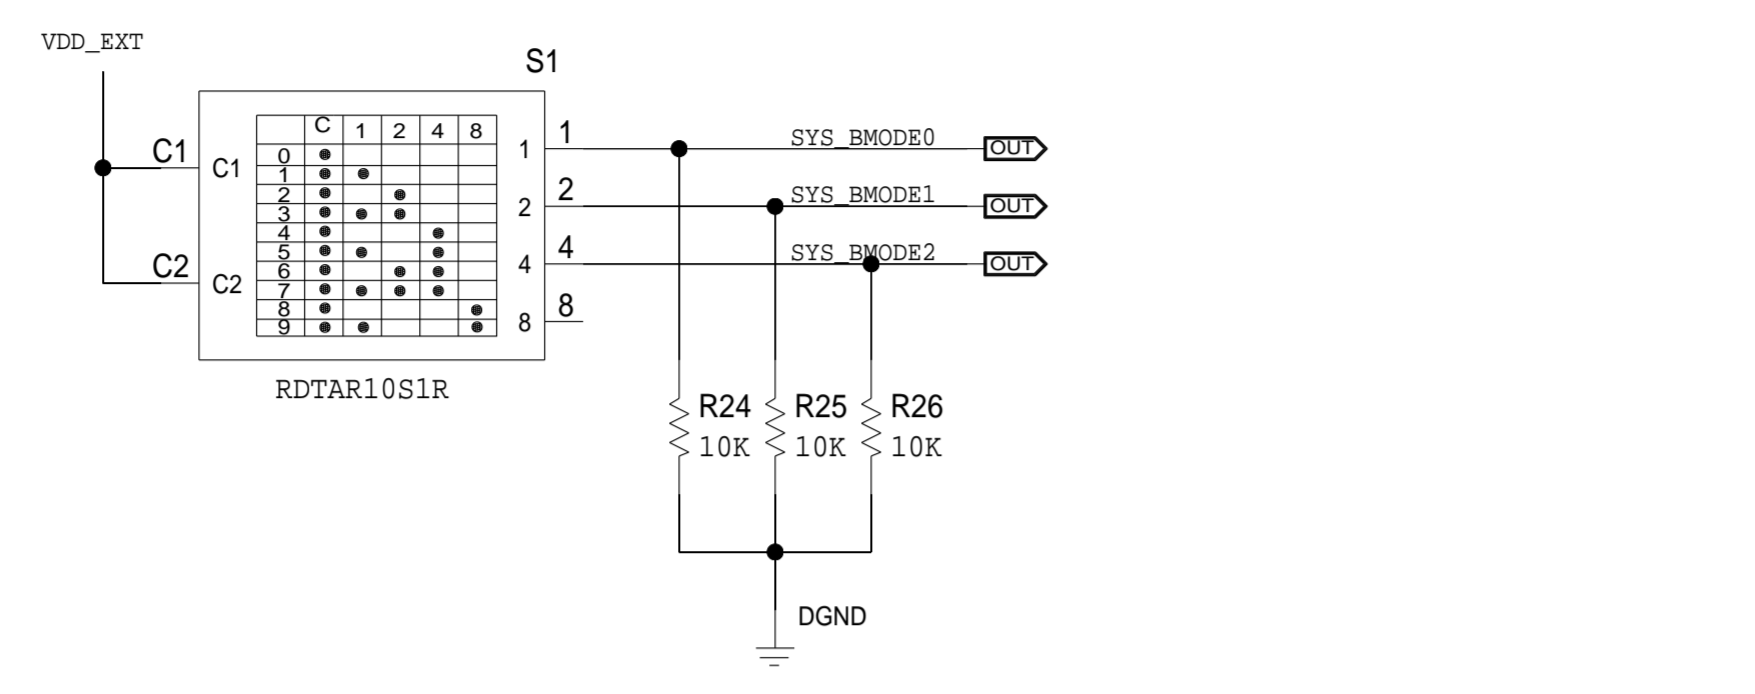 VDD_EXT
S1
C 1 2 4 8
0
1
2
3
4
5
6
7
8
9
C1 C1
C2 C2
1 1 SYS_BMODE0 OUT
2 2 SYS_BMODE1 OUT
4 4 SYS_BMODE2 OUT
8 8
RDTAR10S1R
R24 R25 R26
10K 10K 10K
DGND